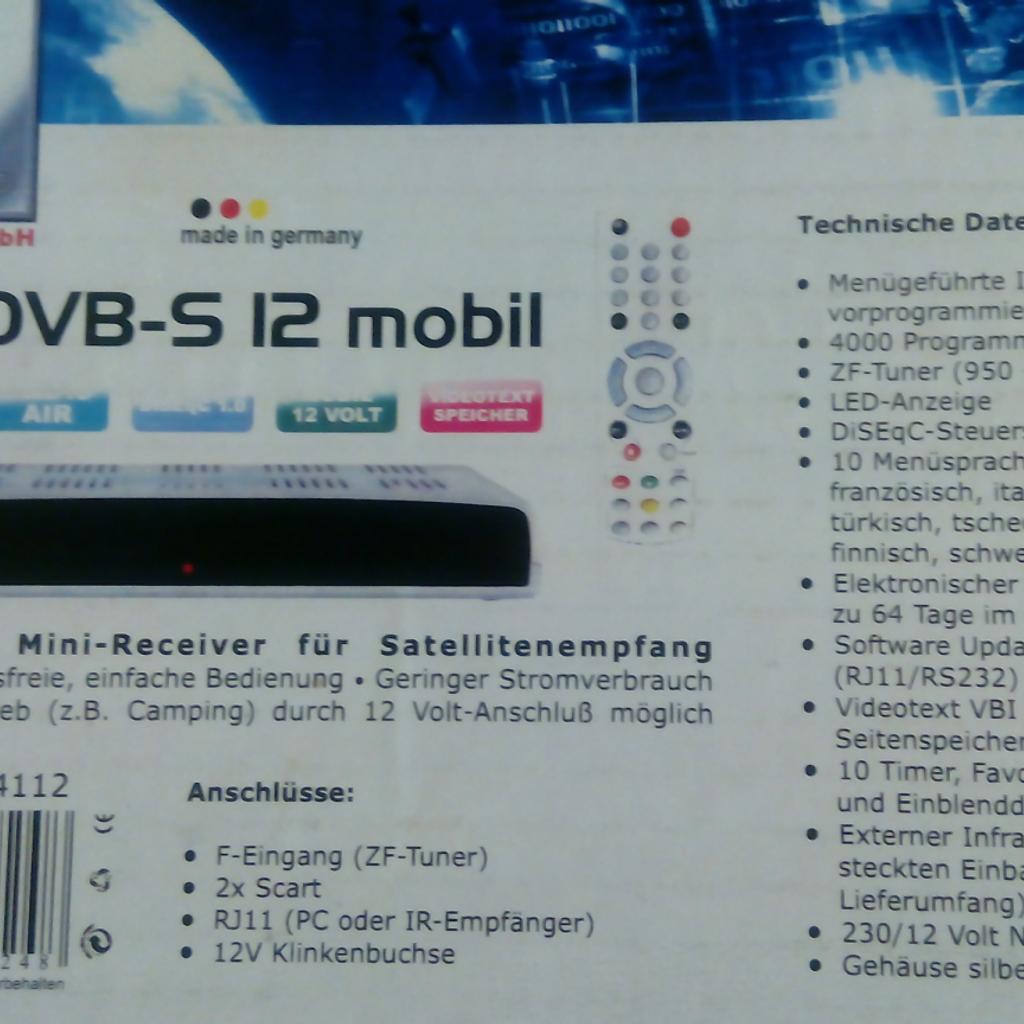 made in germany
DVB-S 12 mobil
AIR
12 VOLT
VIDEOTEXT
SPEICHER
Mini-Receiver für Satellitenempfang
einfache Bedienung • Geringer Stromverbrauch
(z.B. Camping) durch 12 Volt-Anschluß möglich
4112
Anschlüsse:
• F-Eingang (ZF-Tuner)
• 2x Scart
• RJ11 (PC oder IR-Empfänger)
• 12V Klinkenbuchse
Technische Date
• Menügeführte I
vorprogrammie
• 4000 Programm
• ZF-Tuner (950
• LED-Anzeige
• DiSEqC-Steuer
• 10 Menüsprach
französisch, ita
türkisch, tsche
finnisch, schwe
• Elektronischer
zu 64 Tage im
• Software Upda
(RJ11/RS232)
• Videotext VBI
Seitenspeicher
• 10 Timer, Favo
und Einblendd
• Externer Infra
steckten Einba
Lieferumfang)
• 230/12 Volt N
• Gehäuse silbe